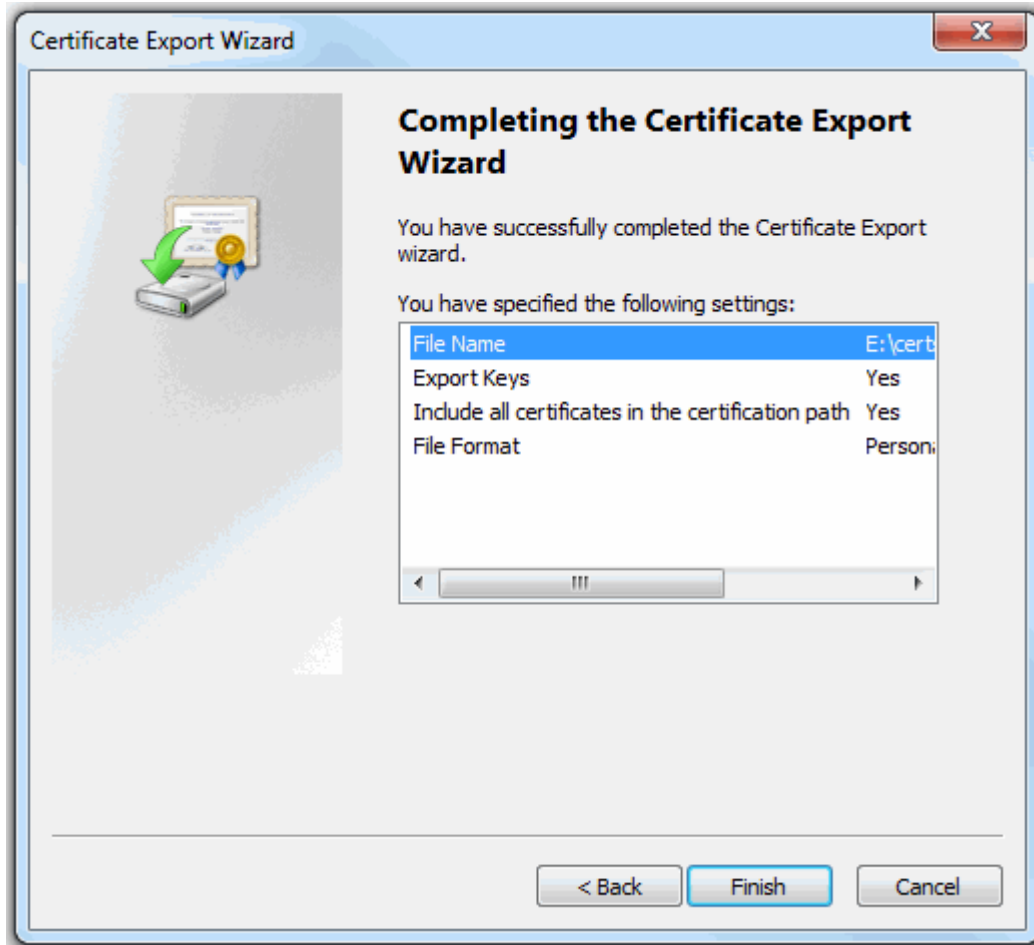 Certificate Export Wizard
Completing the Certificate Export
Wizard
You have successfully completed the Certificate Export
wizard.
You have specified the following settings:
File Name E:\certs
Export Keys Yes
Include all certificates in the certification path Yes
File Format Persona
< Back Finish Cancel